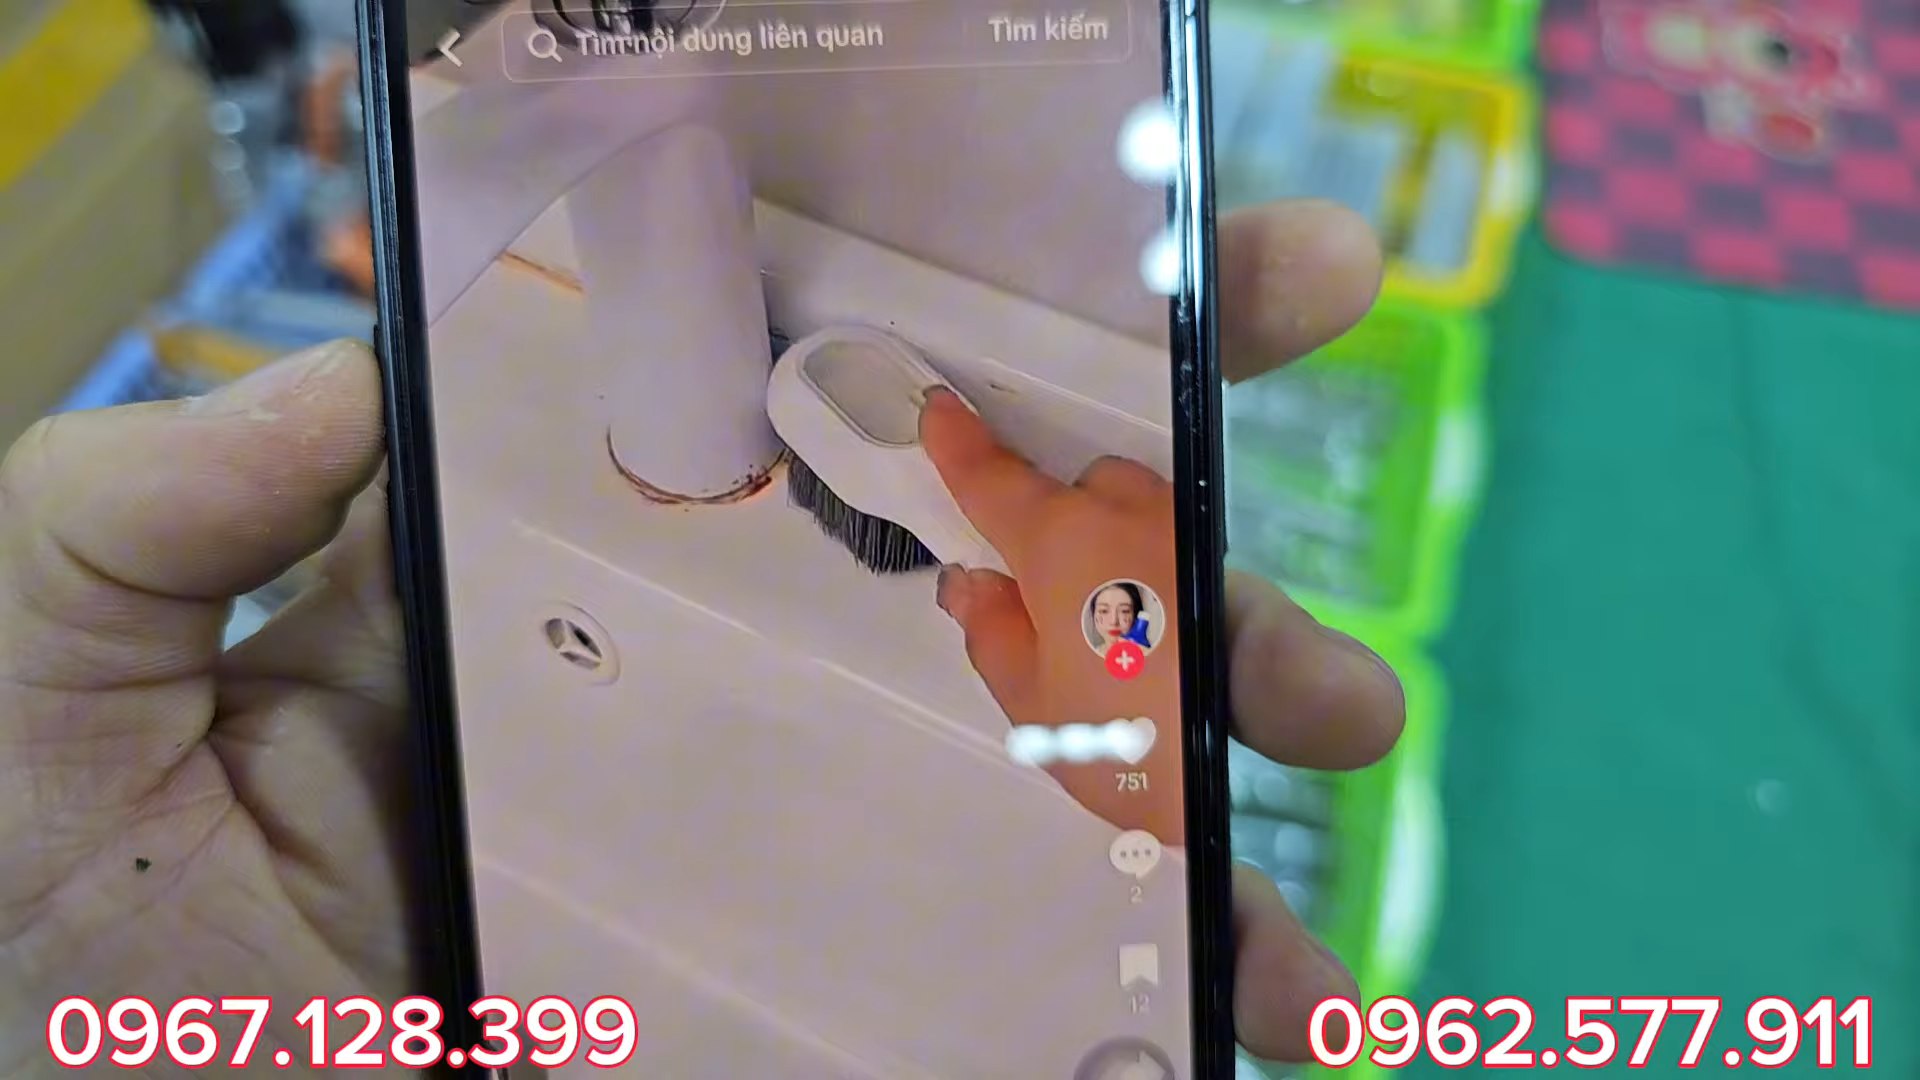 Tìm nội dung liên quan
Tìm kiếm
751
2
12
0967.128.399
0962.577.911